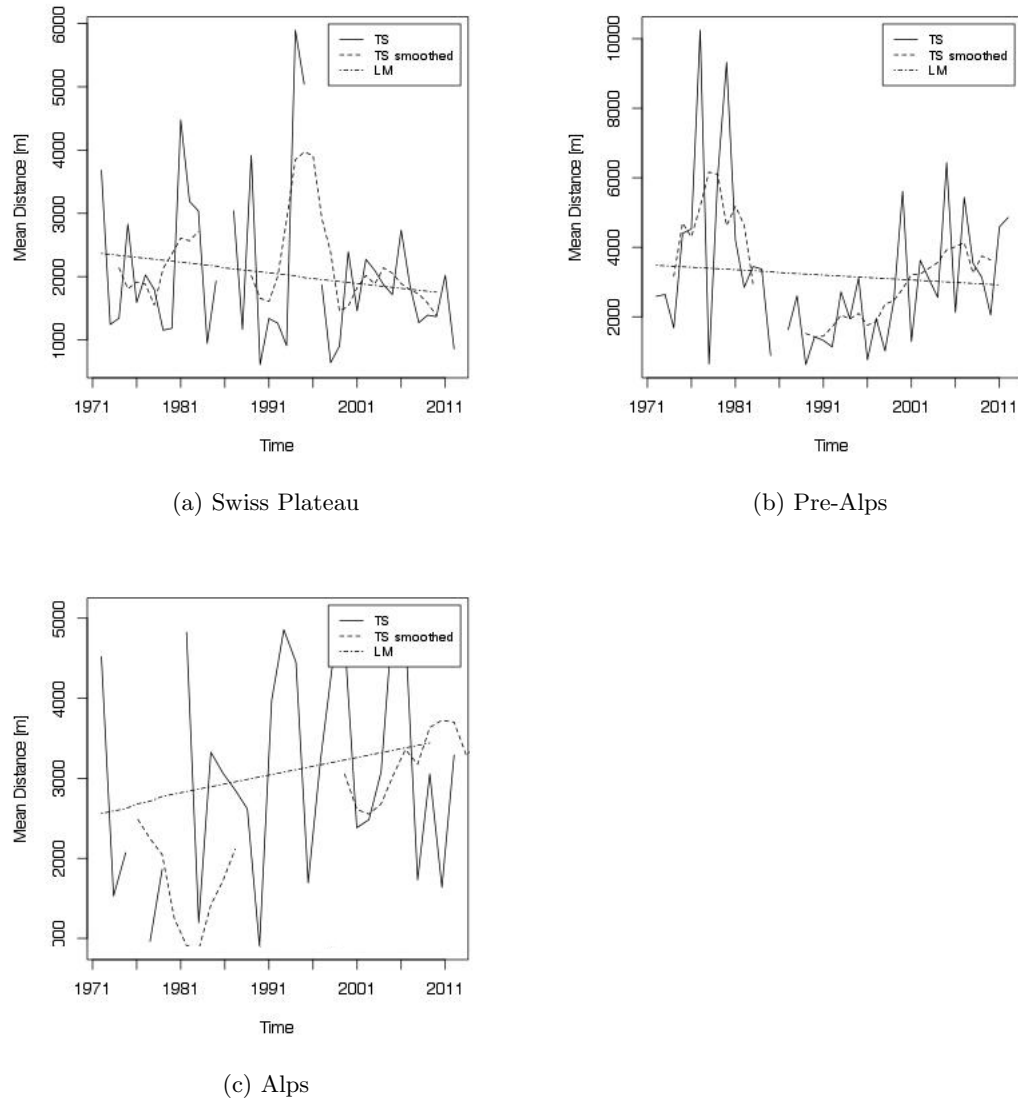 TS
TS smoothed
LM
Mean Distance [m]
6000
5000
4000
3000
2000
1000
1971 1981 1991 2001 2011
Time
(a) Swiss Plateau
TS
TS smoothed
LM
Mean Distance [m]
10000
8000
6000
4000
2000
1971 1981 1991 2001 2011
Time
(b) Pre-Alps
TS
TS smoothed
LM
Mean Distance [m]
5000
4000
3000
2000
1971 1981 1991 2001 2011
Time
(c) Alps